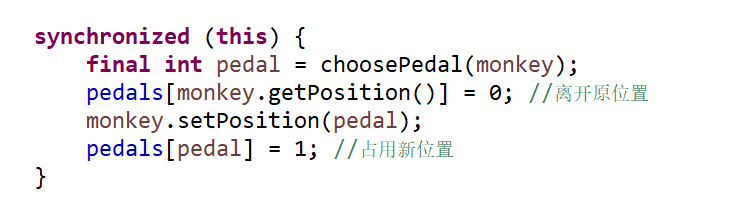 synchronized (this) {
    final int pedal = choosePedal(monkey);
    pedals[monkey.getPosition()] = 0; //离开原位置
    monkey.setPosition(pedal);
    pedals[pedal] = 1; //占用新位置
}